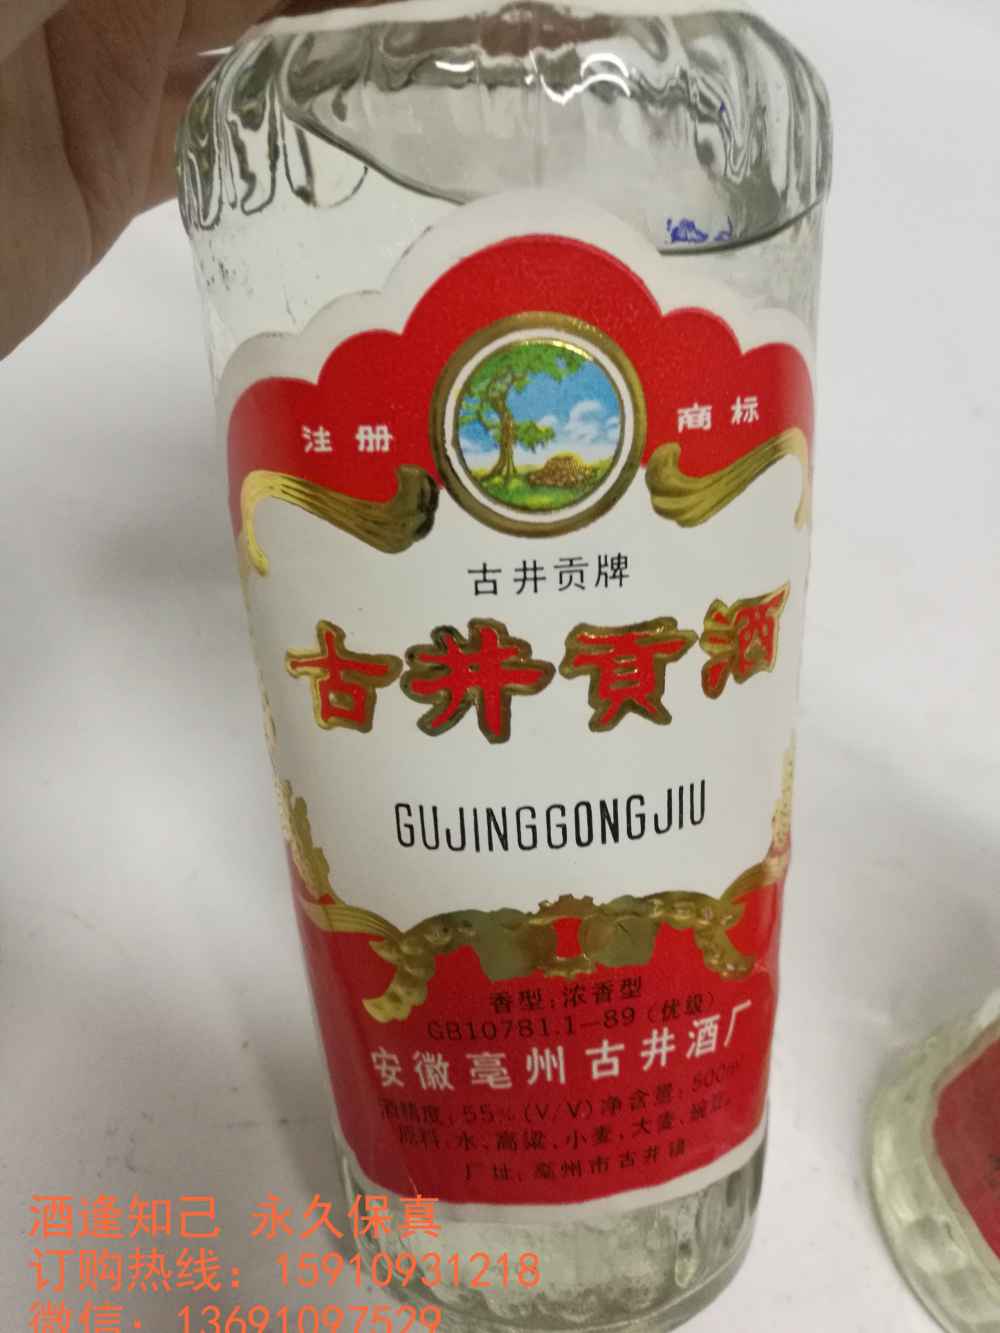 注册 商标
古井贡牌
古井贡酒
GUJINGGONGJIU
香型:浓香型
GB10781.1—89(优级)
安徽亳州古井酒厂
酒精度:55%(V/V)净含量:500ml
原料:水、高粱、小麦、大麦、豌豆
厂址:亳州市古井镇
酒逢知己 永久保真
订购热线：15910931218
微信：13691097529